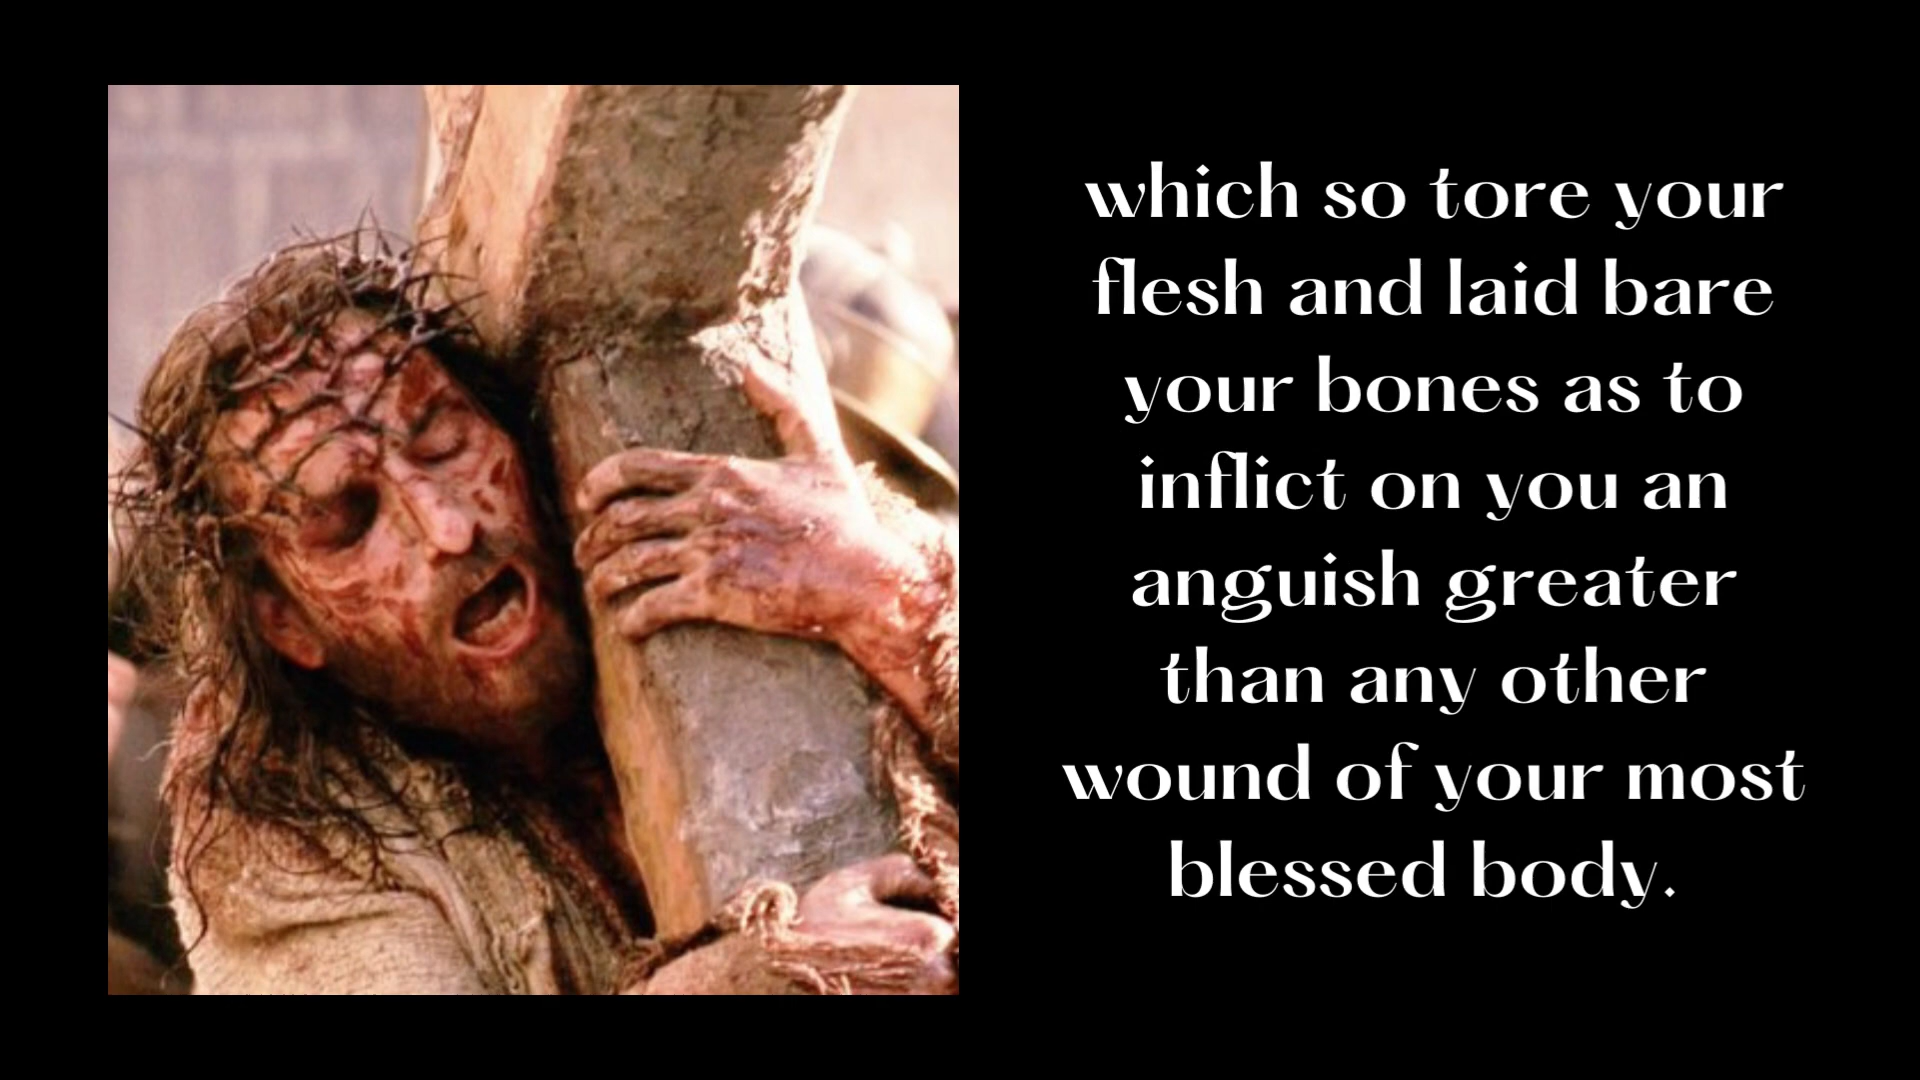 which so tore your
flesh and laid bare
your bones as to
inflict on you an
anguish greater
than any other
wound of your most
blessed body.